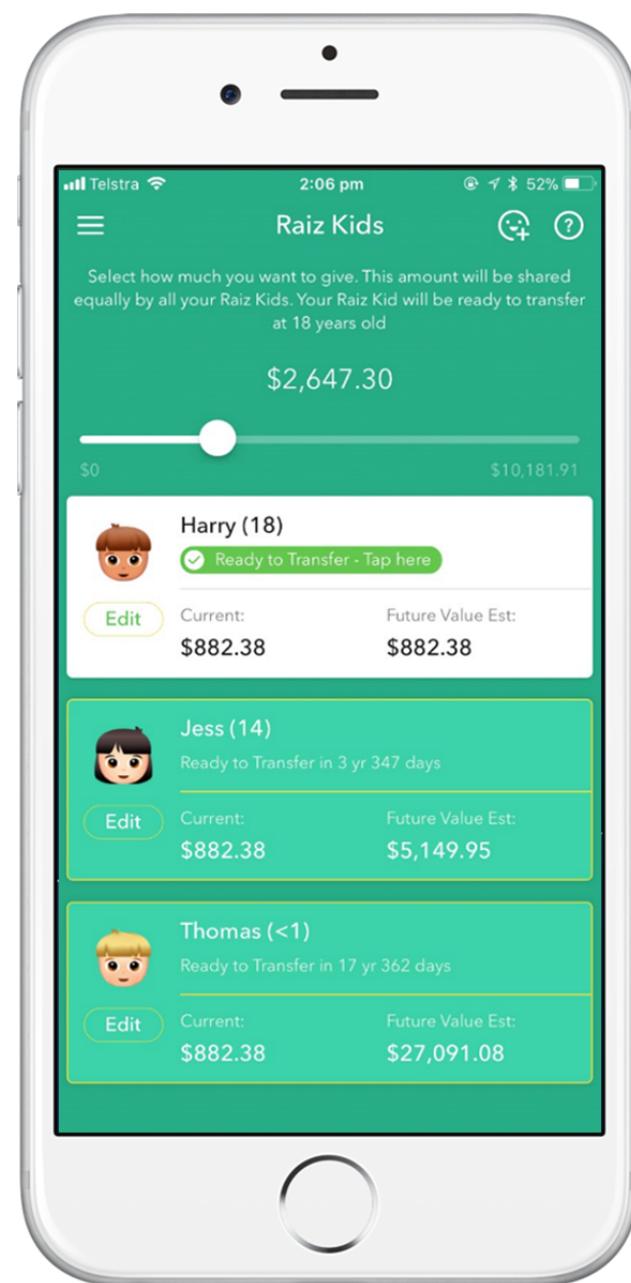 Telstra 2:06 pm 52%
Raiz Kids
?
Select how much you want to give. This amount will be shared
equally by all your Raiz Kids. Your Raiz Kid will be ready to transfer
at 18 years old
$2,647.30
$0 $10,181.91
Harry (18)
Ready to Transfer - Tap here
Edit
Current: Future Value Est:
$882.38 $882.38
Jess (14)
Ready to Transfer in 3 yr 347 days
Edit
Current: Future Value Est:
$882.38 $5,149.95
Thomas (<1)
Ready to Transfer in 17 yr 362 days
Edit
Current: Future Value Est:
$882.38 $27,091.08